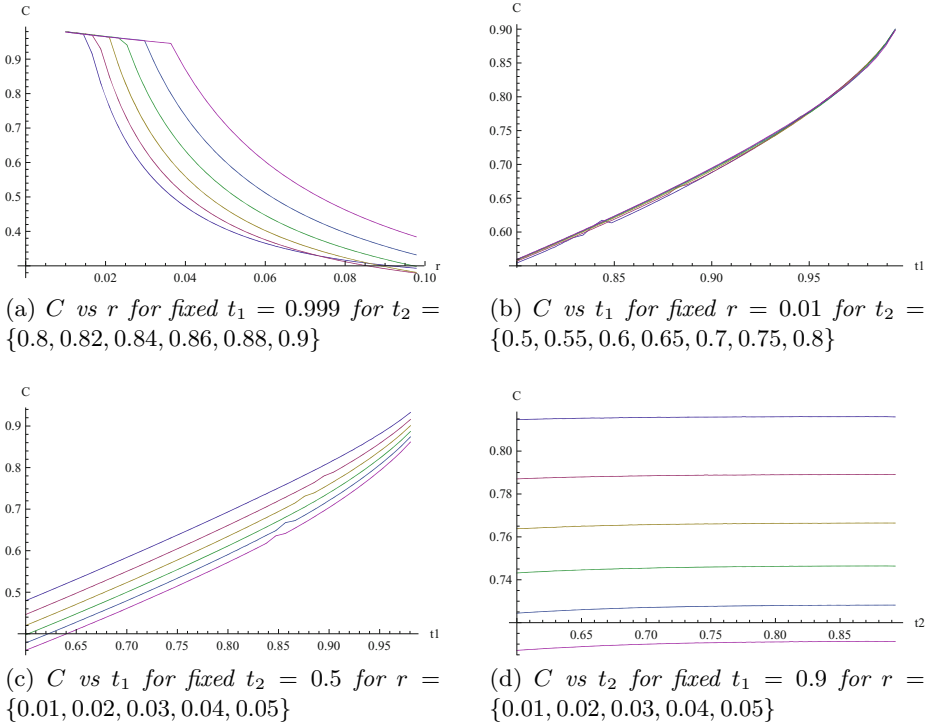 C
0.9
0.8
0.7
0.6
0.5
0.4
0.02 0.04 0.06 0.08 0.10 r
(a) C vs r for fixed t₁ = 0.999 for t₂ =
{0.8, 0.82, 0.84, 0.86, 0.88, 0.9}
C
0.90
0.85
0.80
0.75
0.70
0.65
0.60
0.85 0.90 0.95 t1
(b) C vs t₁ for fixed r = 0.01 for t₂ =
{0.5, 0.55, 0.6, 0.65, 0.7, 0.75, 0.8}
C
0.9
0.8
0.7
0.6
0.5
0.65 0.70 0.75 0.80 0.85 0.90 0.95 t1
(c) C vs t₁ for fixed t₂ = 0.5 for r =
{0.01, 0.02, 0.03, 0.04, 0.05}
C
0.80
0.78
0.76
0.74
0.65 0.70 0.75 0.80 0.85 t2
(d) C vs t₂ for fixed t₁ = 0.9 for r =
{0.01, 0.02, 0.03, 0.04, 0.05}